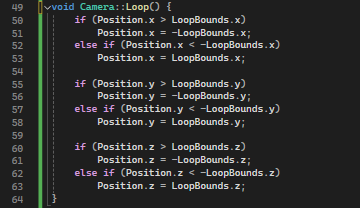 49 void Camera::Loop() {
50 if (Position.x > LoopBounds.x)
51 Position.x = -LoopBounds.x;
52 else if (Position.x < -LoopBounds.x)
53 Position.x = LoopBounds.x;
54
55 if (Position.y > LoopBounds.y)
56 Position.y = -LoopBounds.y;
57 else if (Position.y < -LoopBounds.y)
58 Position.y = LoopBounds.y;
59
60 if (Position.z > LoopBounds.z)
61 Position.z = -LoopBounds.z;
62 else if (Position.z < -LoopBounds.z)
63 Position.z = LoopBounds.z;
64 }